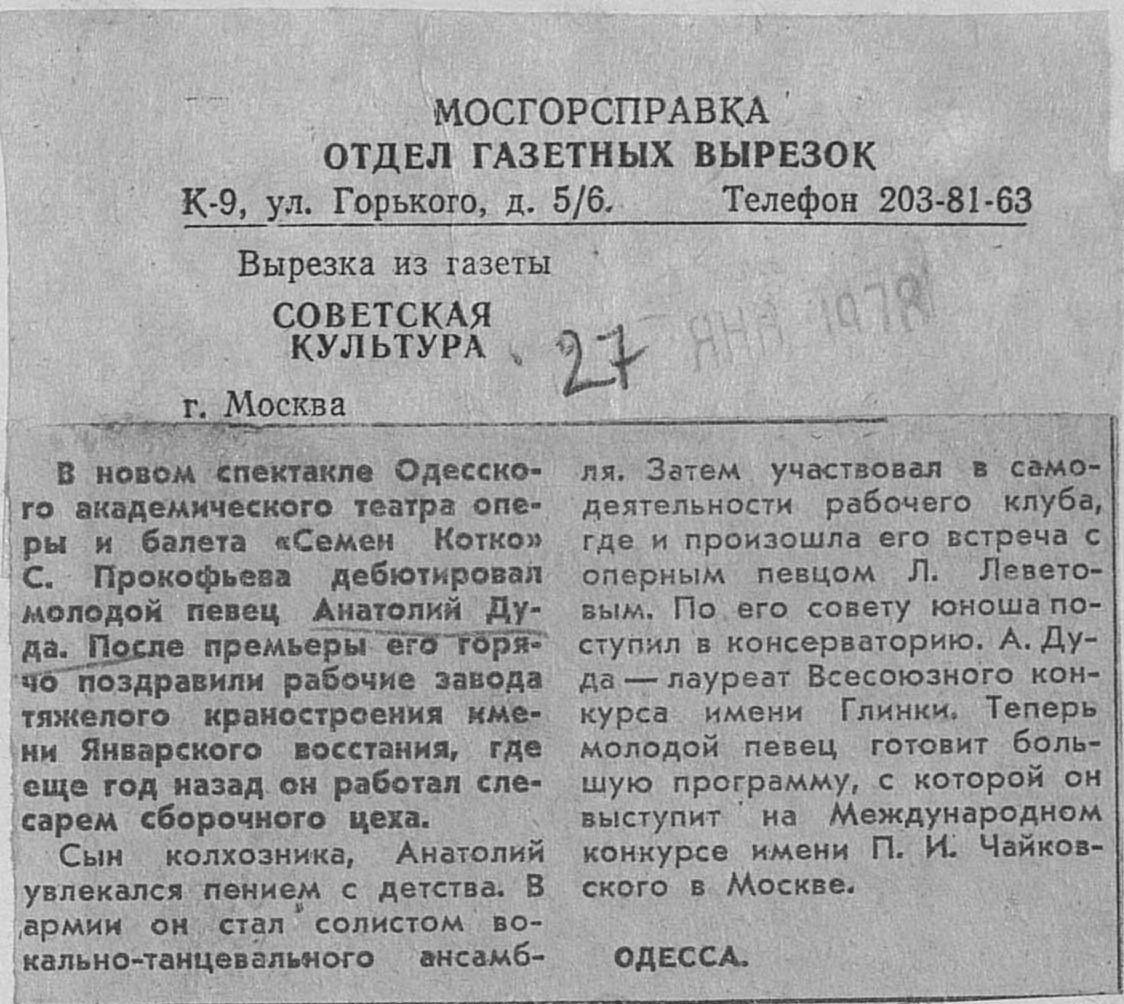 МОСГОРСПРАВКА
ОТДЕЛ ГАЗЕТНЫХ ВЫРЕЗОК
К-9, ул. Горького, д. 5/6. Телефон 203-81-63
Вырезка из газеты
СОВЕТСКАЯ
КУЛЬТУРА
27
г. Москва
В новом спектакле Одесско-
го академического театра опе-
ры и балета «Семен Котко»
С. Прокофьева дебютировал
молодой певец Анатолий Ду-
да. После премьеры его горя-
чо поздравили рабочие завода
тяжелого краностроения име-
ни Январского восстания, где
еще год назад он работал сле-
сарем сборочного цеха.
Сын колхозника, Анатолий
увлекался пением с детства. В
армии он стал солистом во-
кально-танцевального ансамб-
ля. Затем участвовал в само-
деятельности рабочего клуба,
где и произошла его встреча с
оперным певцом Л. Левето-
вым. По его совету юноша по-
ступил в консерваторию. А. Ду-
да — лауреат Всесоюзного кон-
курса имени Глинки. Теперь
молодой певец готовит боль-
шую программу, с которой он
выступит на Международном
конкурсе имени П. И. Чайков-
ского в Москве.
ОДЕССА.